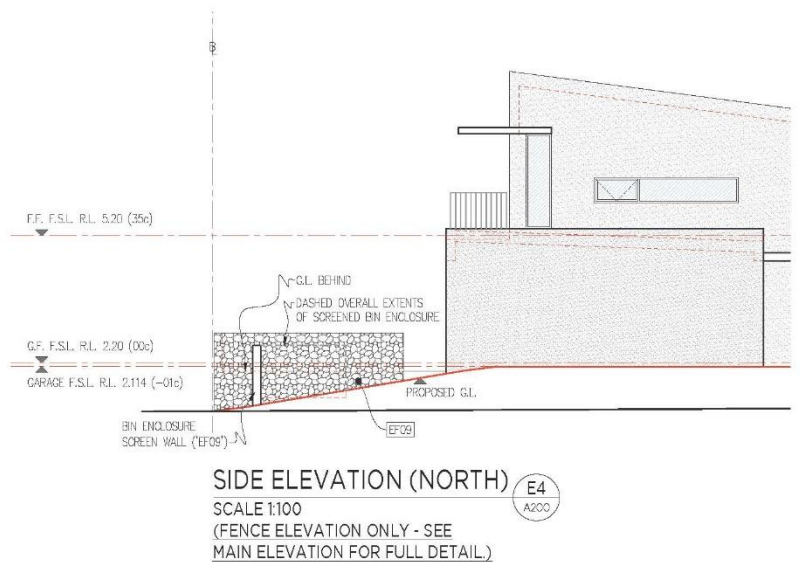 B
F.F. F.S.L. R.L. 5.20 (35c)
G.L. BEHIND
DASHED OVERALL EXTENTS
OF SCREENED BIN ENCLOSURE
G.F. F.S.L. R.L. 2.20 (00c)
GARAGE F.S.L. R.L. 2.114 (-01c)
PROPOSED G.L.
BIN ENCLOSURE
SCREEN WALL ('EF09')
EF09
SIDE ELEVATION (NORTH)
E4
A200
SCALE 1:100
(FENCE ELEVATION ONLY - SEE
MAIN ELEVATION FOR FULL DETAIL.)